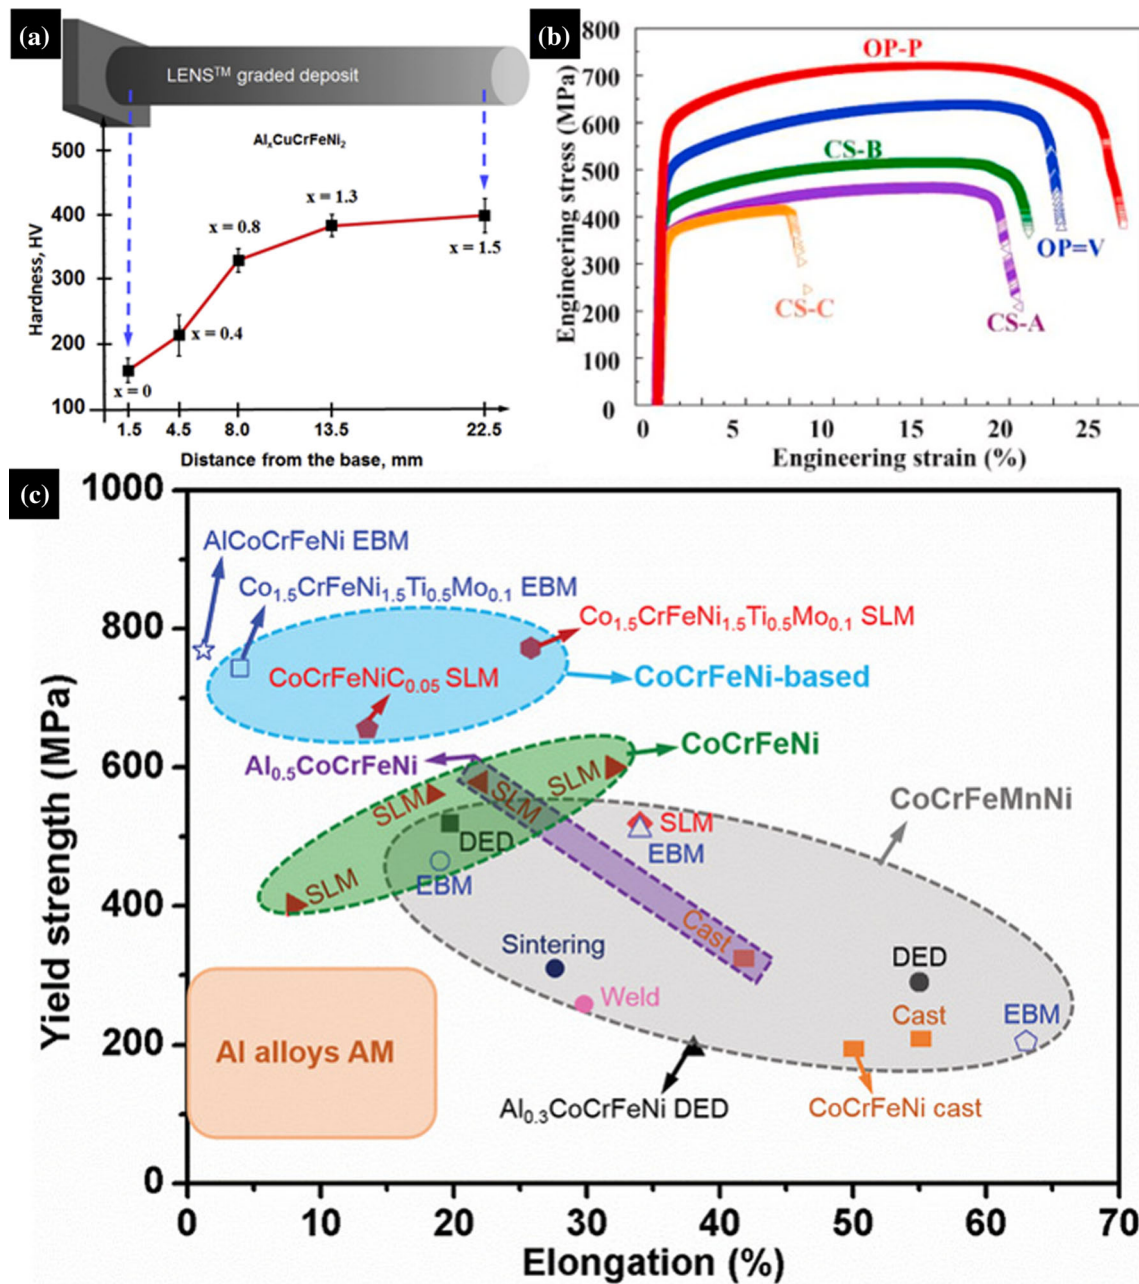 (a)
LENS™ graded deposit
AlₓCuCrFeNi₂
Hardness, HV
500
400
300
200
100
x = 0
x = 0.4
x = 0.8
x = 1.3
x = 1.5
1.5 4.5 8.0 13.5 22.5
Distance from the base, mm
(b)
Engineering stress (MPa)
800
700
600
500
400
300
200
100
0
OP-P
CS-B
OP=V
CS-C
CS-A
0 5 10 15 20 25
Engineering strain (%)
(c)
Yield strength (MPa)
1000
800
600
400
200
0
AlCoCrFeNi EBM
Co₁.₅CrFeNi₁.₅Ti₀.₅Mo₀.₁ EBM
Co₁.₅CrFeNi₁.₅Ti₀.₅Mo₀.₁ SLM
CoCrFeNiC₀.₀₅ SLM
CoCrFeNi-based
CoCrFeNi
Al₀.₅CoCrFeNi
CoCrFeMnNi
SLM
SLM
SLM
SLM
DED
EBM
SLM
EBM
Cast
Sintering
Weld
DED
Cast
EBM
Al alloys AM
Al₀.₃CoCrFeNi DED
CoCrFeNi cast
0 10 20 30 40 50 60 70
Elongation (%)